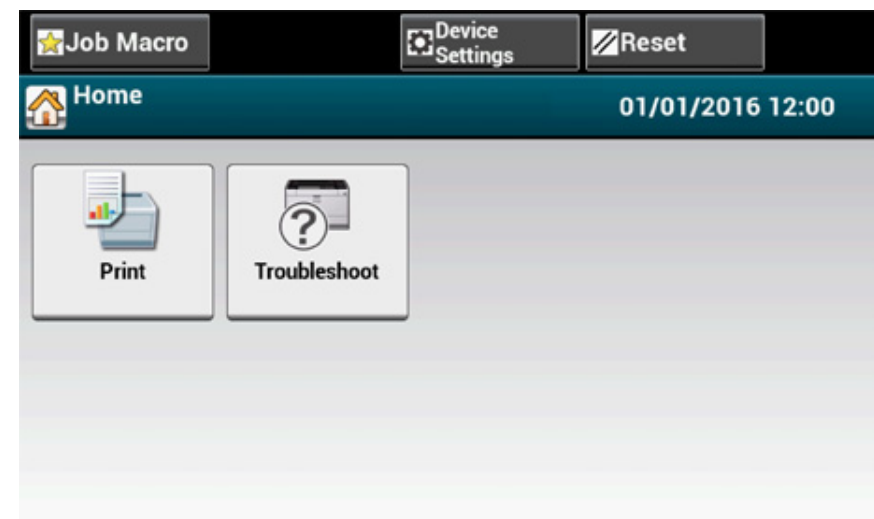 Job Macro
Device
Settings
Reset
Home
01/01/2016 12:00
Print
Troubleshoot